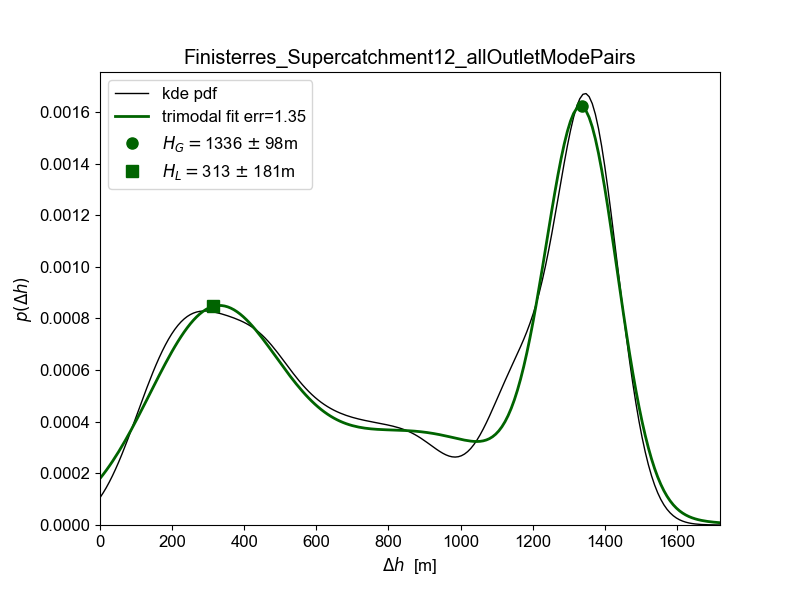 Finisterres_Supercatchment12_allOutletModePairs
kde pdf
trimodal fit err=1.35
H_G = 1336 ± 98m
H_L = 313 ± 181m
p(Δh)
0.0016
0.0014
0.0012
0.0010
0.0008
0.0006
0.0004
0.0002
0.0000
0 200 400 600 800 1000 1200 1400 1600
Δh [m]